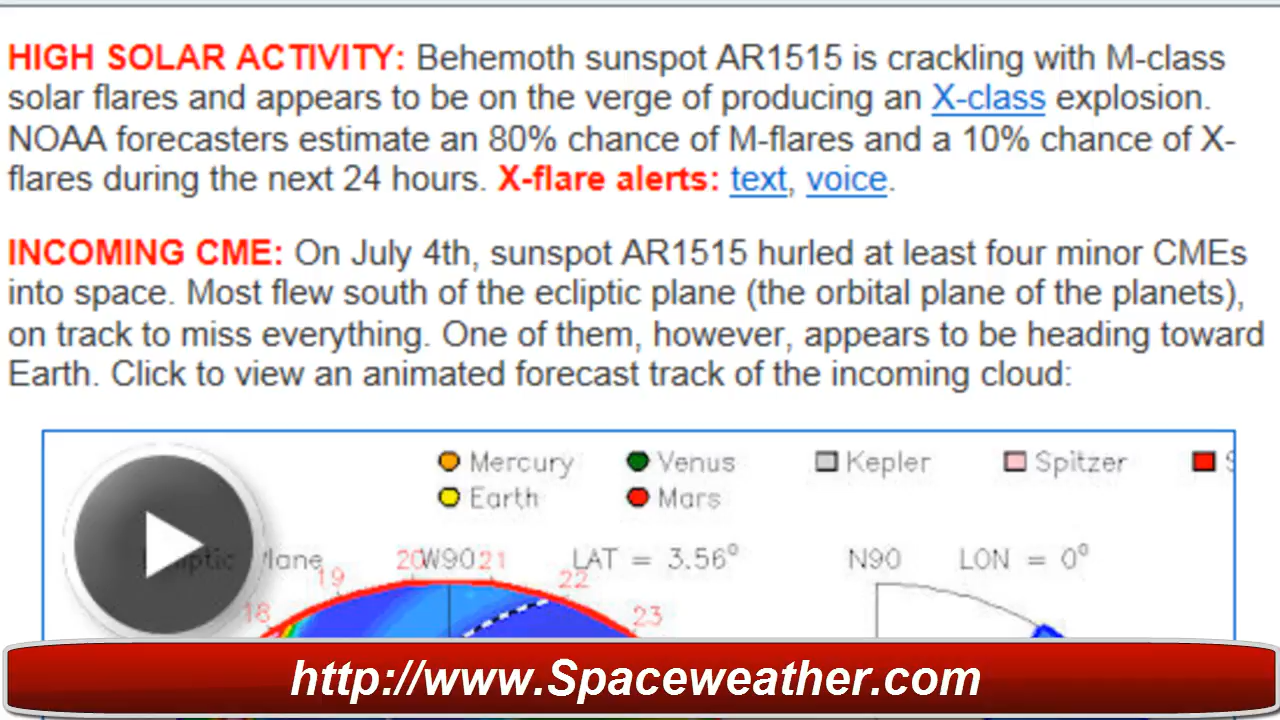 HIGH SOLAR ACTIVITY: Behemoth sunspot AR1515 is crackling with M-class
solar flares and appears to be on the verge of producing an X-class explosion.
NOAA forecasters estimate an 80% chance of M-flares and a 10% chance of X-
flares during the next 24 hours. X-flare alerts: text, voice.
INCOMING CME: On July 4th, sunspot AR1515 hurled at least four minor CMEs
into space. Most flew south of the ecliptic plane (the orbital plane of the planets),
on track to miss everything. One of them, however, appears to be heading toward
Earth. Click to view an animated forecast track of the incoming cloud:
Mercury Venus Kepler Spitzer
Earth Mars
Plane 20 W90 21 LAT = 3.56° N90 LON = 0°
19 22
18 23
http://www.Spaceweather.com